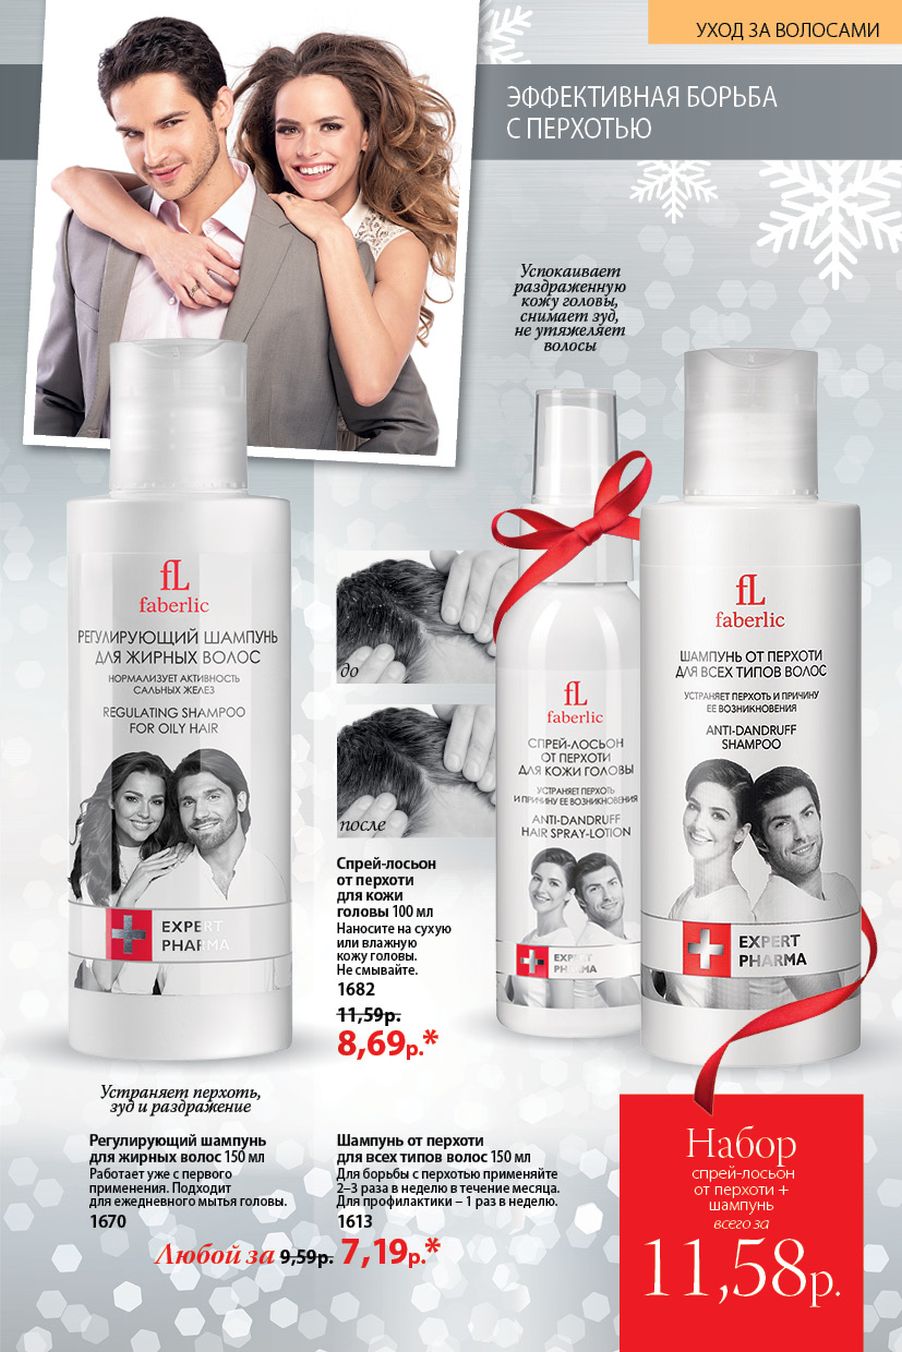 УХОД ЗА ВОЛОСАМИ
ЭФФЕКТИВНАЯ БОРЬБА
С ПЕРХОТЬЮ
Успокаивает
раздраженную
кожу головы,
снимает зуд,
не утяжеляет
волосы
fL
faberlic
РЕГУЛИРУЮЩИЙ ШАМПУНЬ
ДЛЯ ЖИРНЫХ ВОЛОС
НОРМАЛИЗУЕТ АКТИВНОСТЬ
САЛЬНЫХ ЖЕЛЕЗ
REGULATING SHAMPOO
FOR OILY HAIR
EXPERT
PHARMA
до
после
fL
faberlic
СПРЕЙ-ЛОСЬОН
ОТ ПЕРХОТИ
ДЛЯ КОЖИ ГОЛОВЫ
УСТРАНЯЕТ ПЕРХОТЬ
И ПРИЧИНУ ЕЕ ВОЗНИКНОВЕНИЯ
ANTI-DANDRUFF
HAIR SPRAY-LOTION
EXPERT
PHARMA
fL
faberlic
ШАМПУНЬ ОТ ПЕРХОТИ
ДЛЯ ВСЕХ ТИПОВ ВОЛОС
УСТРАНЯЕТ ПЕРХОТЬ И ПРИЧИНУ
ЕЕ ВОЗНИКНОВЕНИЯ
ANTI-DANDRUFF
SHAMPOO
EXPERT
PHARMA
Спрей-лосьон
от перхоти
для кожи
головы 100 мл
Наносите на сухую
или влажную
кожу головы.
Не смывайте.
1682
11,59р.
8,69р.*
Устраняет перхоть,
зуд и раздражение
Регулирующий шампунь
для жирных волос 150 мл
Работает уже с первого
применения. Подходит
для ежедневного мытья головы.
1670
Шампунь от перхоти
для всех типов волос 150 мл
Для борьбы с перхотью применяйте
2–3 раза в неделю в течение месяца.
Для профилактики – 1 раз в неделю.
1613
Любой за 9,59р. 7,19р.*
Набор
спрей-лосьон
от перхоти +
шампунь
всего за
11,58р.